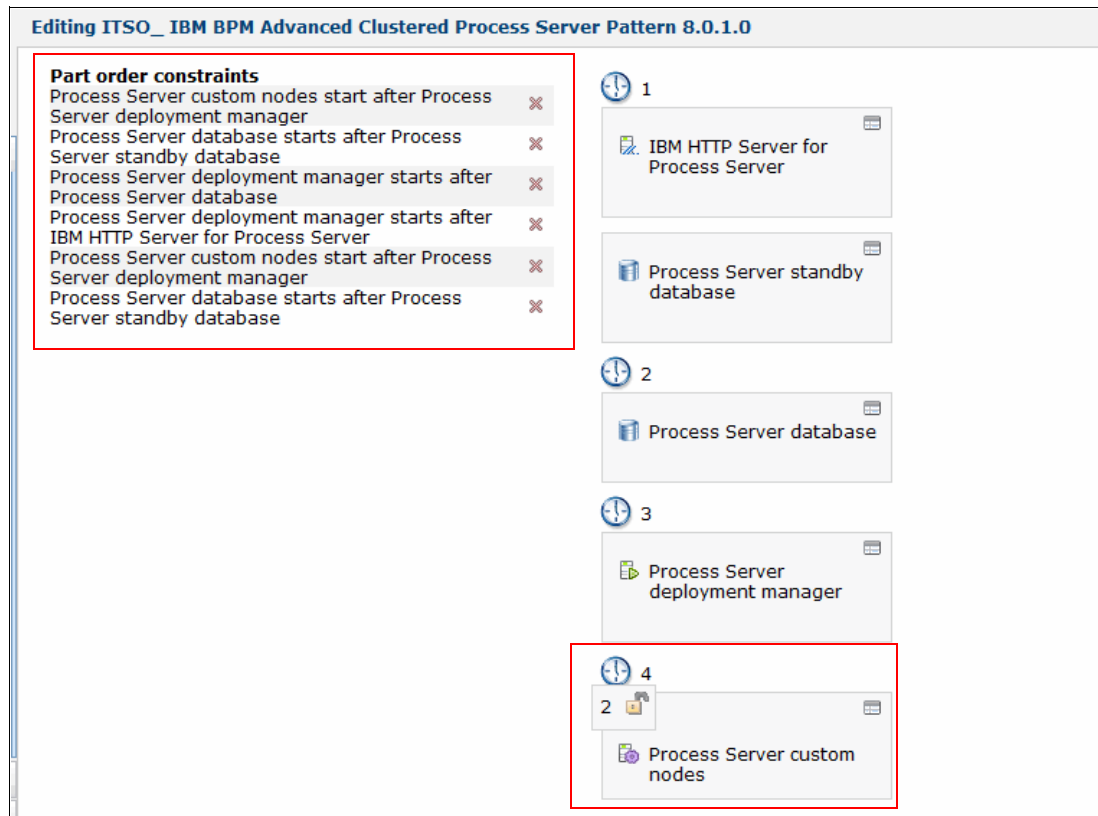 Editing ITSO_ IBM BPM Advanced Clustered Process Server Pattern 8.0.1.0
Part order constraints
Process Server custom nodes start after Process
Server deployment manager
Process Server database starts after Process
Server standby database
Process Server deployment manager starts after
Process Server database
Process Server deployment manager starts after
IBM HTTP Server for Process Server
Process Server custom nodes start after Process
Server deployment manager
Process Server database starts after Process
Server standby database
1
IBM HTTP Server for
Process Server
Process Server standby
database
2
Process Server database
3
Process Server
deployment manager
4
2
Process Server custom
nodes